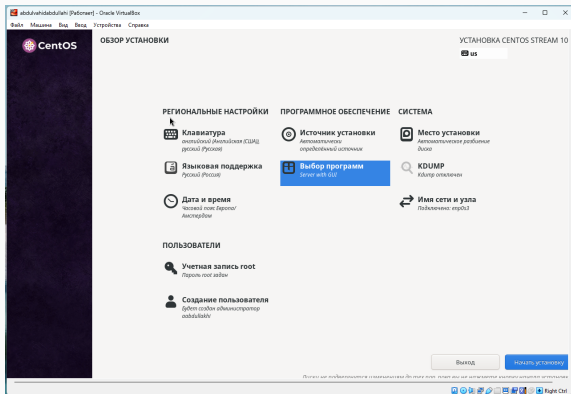 abdulvahidabdullahi [Работает] - Oracle VirtualBox
Файл Машина Вид Ввод Устройства Справка
CentOS
ОБЗОР УСТАНОВКИ
УСТАНОВКА CENTOS STREAM 10
us
РЕГИОНАЛЬНЫЕ НАСТРОЙКИ
Клавиатура
английский (Английская (США)),
русский (Русская)
Языковая поддержка
Русский (Россия)
Дата и время
Часовой пояс Европа/
Амстердам
ПРОГРАММНОЕ ОБЕСПЕЧЕНИЕ
Источник установки
Автоматически
определённый источник
Выбор программ
Server with GUI
СИСТЕМА
Место установки
Автоматическое разбиение
диска
KDUMP
Kdump отключен
Имя сети и узла
Подключено: enp0s3
ПОЛЬЗОВАТЕЛИ
Учетная запись root
Пароль root задан
Создание пользователя
Будет создан администратор
aabdullakhi
Выход
Начать установку
Right Ctrl